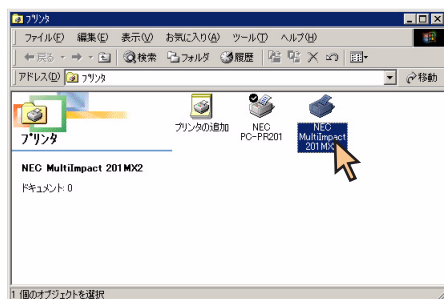 プリンタ
ファイル(F) 編集(E) 表示(V) お気に入り(A) ツール(T) ヘルプ(H)
戻る 検索 フォルダ 履歴
アドレス(D) プリンタ 移動
プリンタの追加
NEC
PC-PR201
NEC
MultiImpact
201MX2
プリンタ
NEC MultiImpact 201MX2
ドキュメント: 0
1 個のオブジェクトを選択